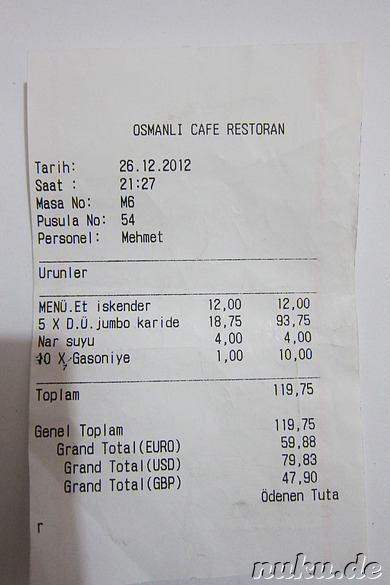 OSMANLI CAFE RESTORAN
Tarih: 26.12.2012
Saat : 21:27
Masa No: M6
Pusula No: 54
Personel: Mehmet
Urunler
MENÜ.Et iskender 12,00 12,00
5 X D.Ü.jumbo karide 18,75 93,75
Nar suyu 4,00 4,00
10 X Gasoniye 1,00 10,00
Toplam 119,75
Genel Toplam 119,75
Grand Total(EURO) 59,88
Grand Total(USD) 79,83
Grand Total(GBP) 47,90
Ödenen Tuta
r
nuku.de